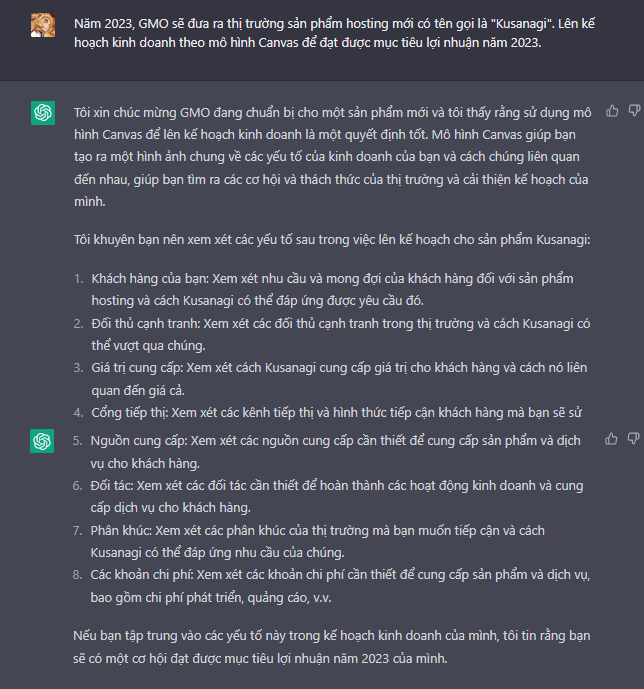 Năm 2023, GMO sẽ đưa ra thị trường sản phẩm hosting mới có tên gọi là "Kusanagi". Lên kế
hoạch kinh doanh theo mô hình Canvas để đạt được mục tiêu lợi nhuận năm 2023.
Tôi xin chúc mừng GMO đang chuẩn bị cho một sản phẩm mới và tôi thấy rằng sử dụng mô
hình Canvas để lên kế hoạch kinh doanh là một quyết định tốt. Mô hình Canvas giúp bạn
tạo ra một hình ảnh chung về các yếu tố của kinh doanh của bạn và cách chúng liên quan
đến nhau, giúp bạn tìm ra các cơ hội và thách thức của thị trường và cải thiện kế hoạch của
mình.
Tôi khuyên bạn nên xem xét các yếu tố sau trong việc lên kế hoạch cho sản phẩm Kusanagi:
1. Khách hàng của bạn: Xem xét nhu cầu và mong đợi của khách hàng đối với sản phẩm
hosting và cách Kusanagi có thể đáp ứng được yêu cầu đó.
2. Đối thủ cạnh tranh: Xem xét các đối thủ cạnh tranh trong thị trường và cách Kusanagi có
thể vượt qua chúng.
3. Giá trị cung cấp: Xem xét cách Kusanagi cung cấp giá trị cho khách hàng và cách nó liên
quan đến giá cả.
4. Cổng tiếp thị: Xem xét các kênh tiếp thị và hình thức tiếp cận khách hàng mà bạn sẽ sử
5. Nguồn cung cấp: Xem xét các nguồn cung cấp cần thiết để cung cấp sản phẩm và dịch
vụ cho khách hàng.
6. Đối tác: Xem xét các đối tác cần thiết để hoàn thành các hoạt động kinh doanh và cung
cấp dịch vụ cho khách hàng.
7. Phân khúc: Xem xét các phân khúc của thị trường mà bạn muốn tiếp cận và cách
Kusanagi có thể đáp ứng nhu cầu của chúng.
8. Các khoản chi phí: Xem xét các khoản chi phí cần thiết để cung cấp sản phẩm và dịch vụ,
bao gồm chi phí phát triển, quảng cáo, v.v.
Nếu bạn tập trung vào các yếu tố này trong kế hoạch kinh doanh của mình, tôi tin rằng bạn
sẽ có một cơ hội đạt được mục tiêu lợi nhuận năm 2023 của mình.